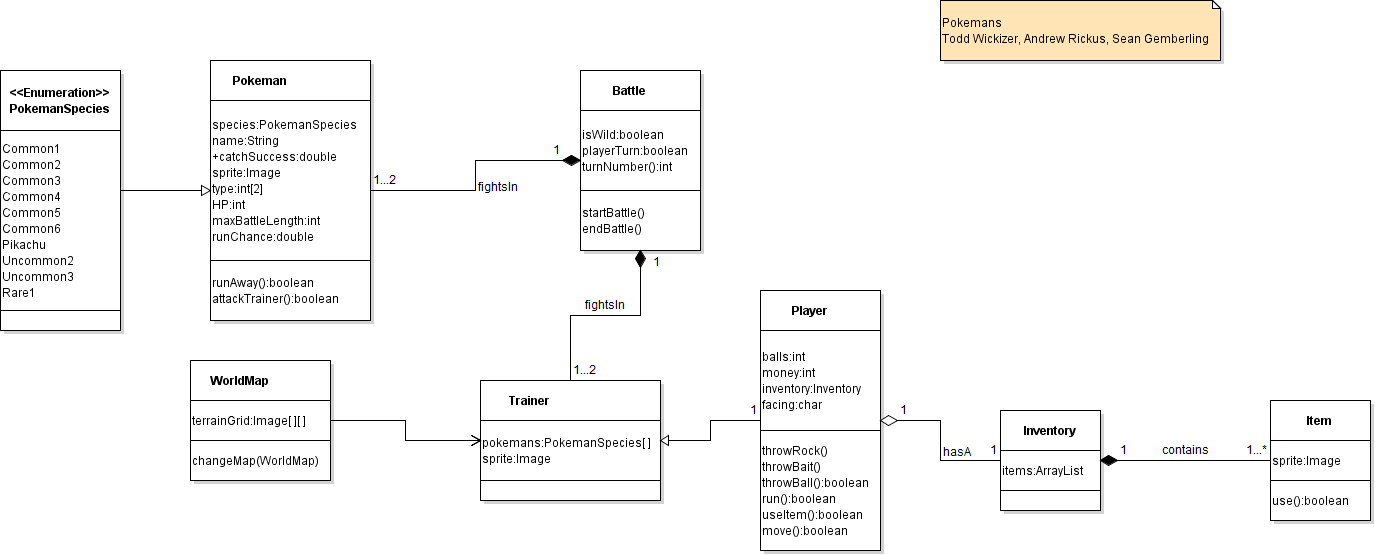 Pokemans
Todd Wickizer, Andrew Rickus, Sean Gemberling
<<Enumeration>>
PokemanSpecies
Common1
Common2
Common3
Common4
Common5
Common6
Pikachu
Uncommon2
Uncommon3
Rare1
Pokeman
species:PokemanSpecies
name:String
+catchSuccess:double
sprite:Image
type:int[2]
HP:int
maxBattleLength:int
runChance:double
runAway():boolean
attackTrainer():boolean
1...2
fightsIn
1
Battle
isWild:boolean
playerTurn:boolean
turnNumber():int
startBattle()
endBattle()
1
fightsIn
1...2
WorldMap
terrainGrid:Image[ ][ ]
changeMap(WorldMap)
Trainer
pokemans:PokemanSpecies[ ]
sprite:Image
1
Player
balls:int
money:int
inventory:Inventory
facing:char
throwRock()
throwBait()
throwBall():boolean
run():boolean
useItem():boolean
move():boolean
1
hasA
1
Inventory
items:ArrayList
1
contains
1...*
Item
sprite:Image
use():boolean